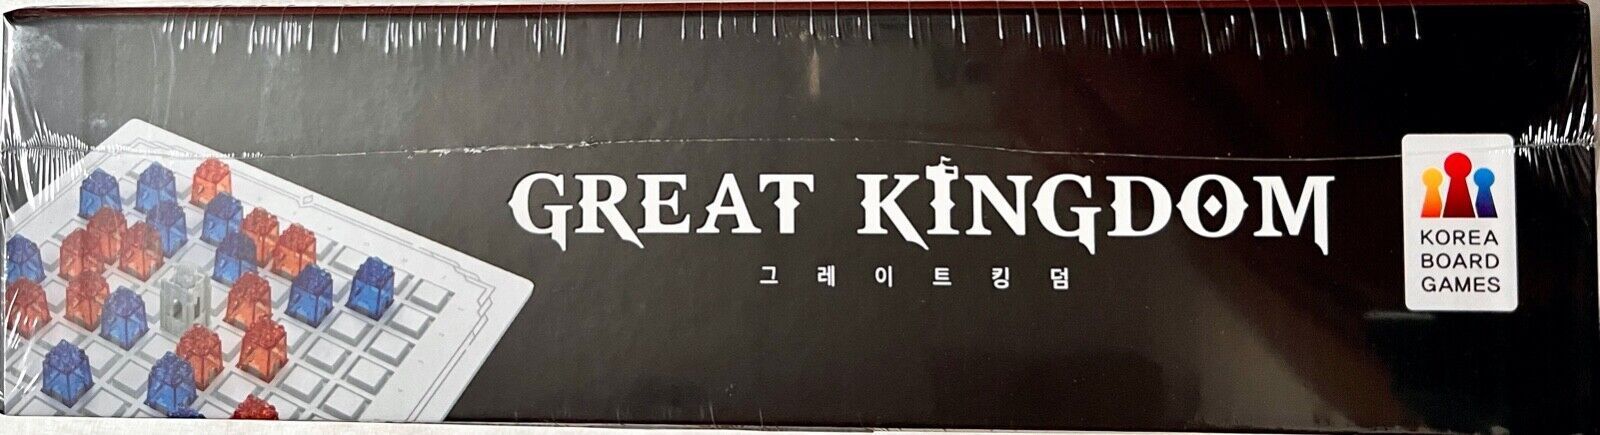 GREAT KINGDOM
그레이트킹덤
KOREA
BOARD
GAMES